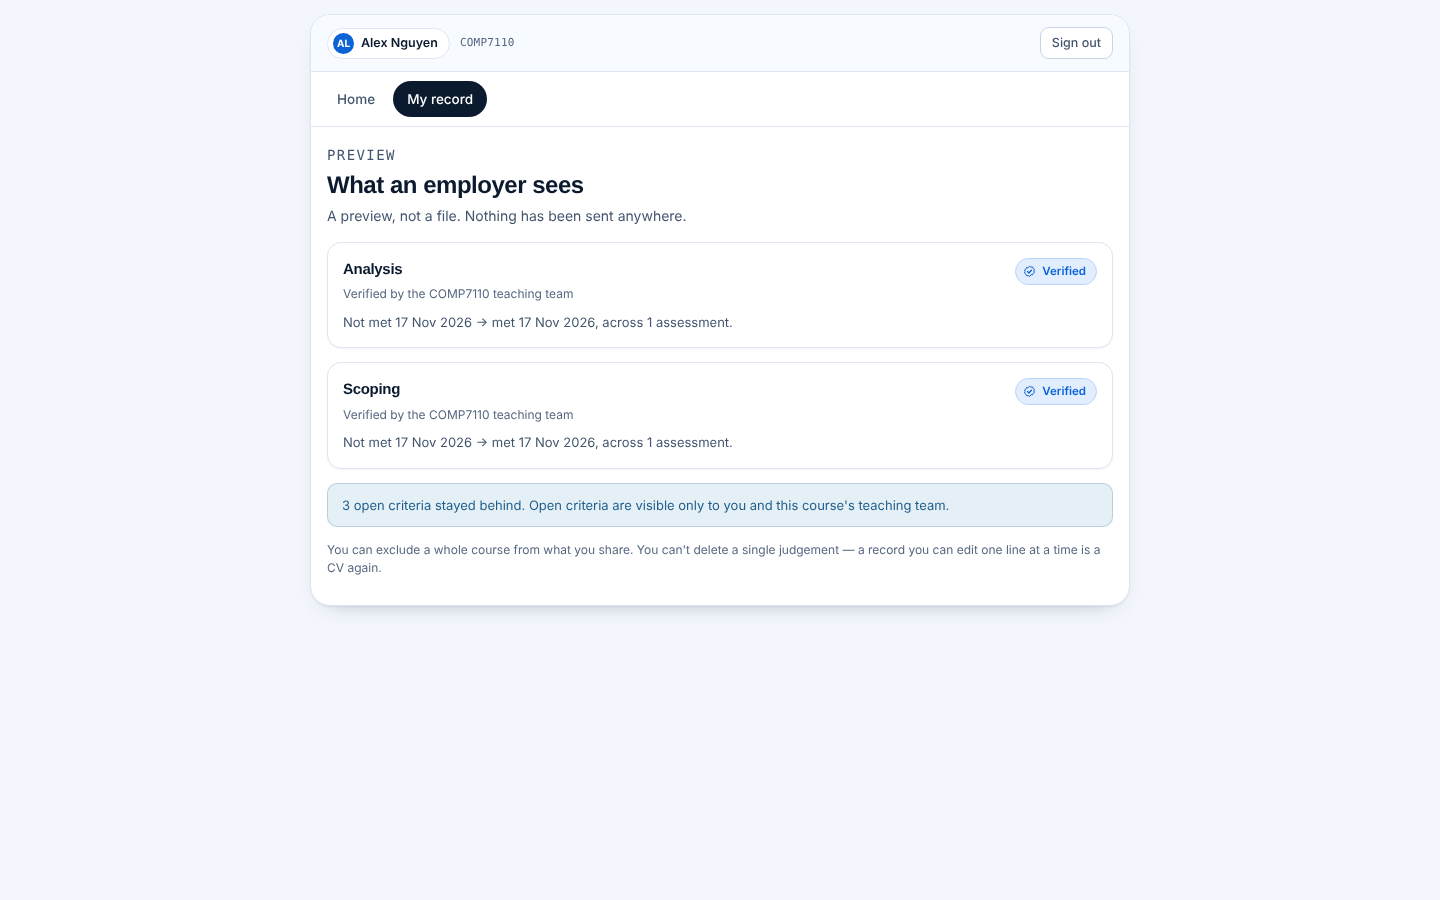 AL Alex Nguyen COMP7110 Sign out
Home My record
PREVIEW
What an employer sees
A preview, not a file. Nothing has been sent anywhere.
Analysis Verified
Verified by the COMP7110 teaching team
Not met 17 Nov 2026 → met 17 Nov 2026, across 1 assessment.
Scoping Verified
Verified by the COMP7110 teaching team
Not met 17 Nov 2026 → met 17 Nov 2026, across 1 assessment.
3 open criteria stayed behind. Open criteria are visible only to you and this course's teaching team.
You can exclude a whole course from what you share. You can't delete a single judgement — a record you can edit one line at a time is a
CV again.